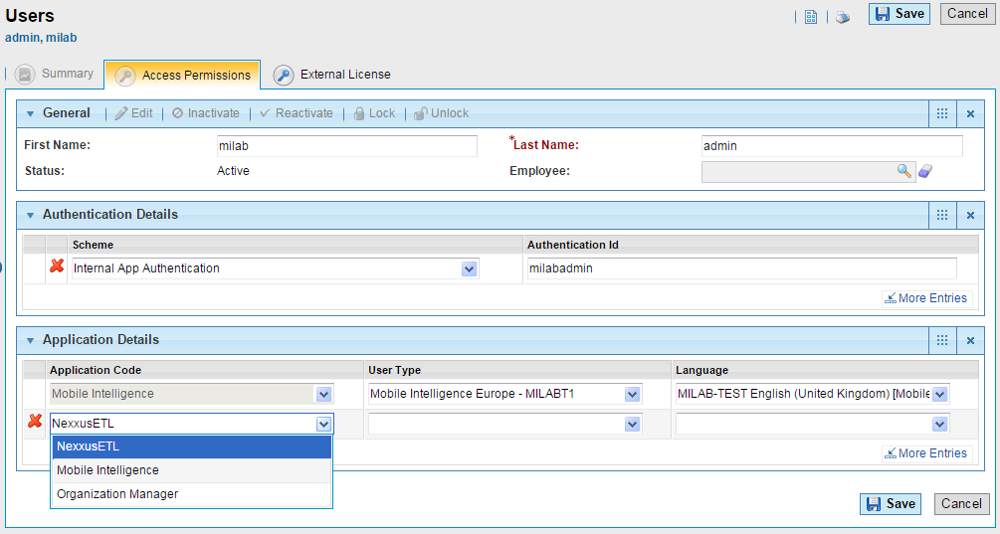 Users
Save Cancel
admin, milab
Summary Access Permissions External License
General Edit Inactivate Reactivate Lock Unlock
First Name: milab *Last Name: admin
Status: Active Employee:
Authentication Details
Scheme Authentication Id
Internal App Authentication milabadmin
More Entries
Application Details
Application Code User Type Language
Mobile Intelligence Mobile Intelligence Europe - MILABT1 MILAB-TEST English (United Kingdom) [Mobile
NexxusETL
NexxusETL
Mobile Intelligence
More Entries
Organization Manager
Save Cancel